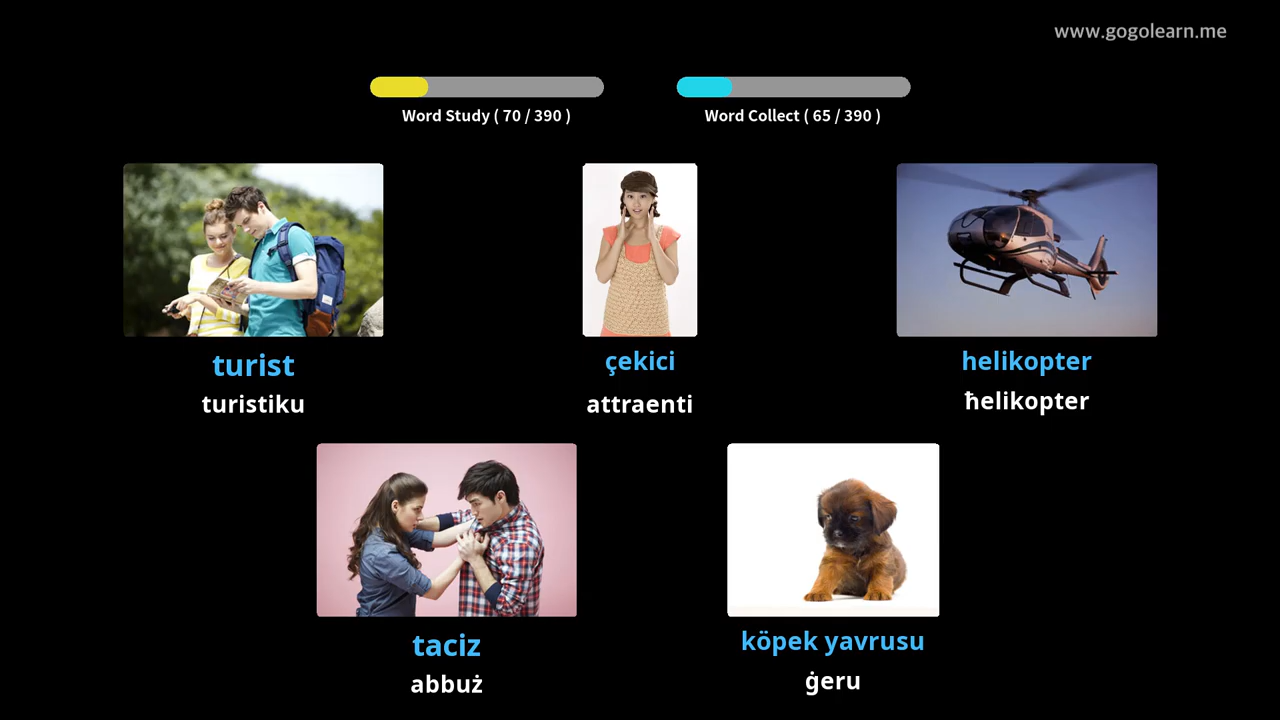 www.gogolearn.me
Word Study ( 70 / 390 )
Word Collect ( 65 / 390 )
turist
turistiku
çekici
attraenti
helikopter
ħelikopter
taciz
abbuż
köpek yavrusu
ġeru